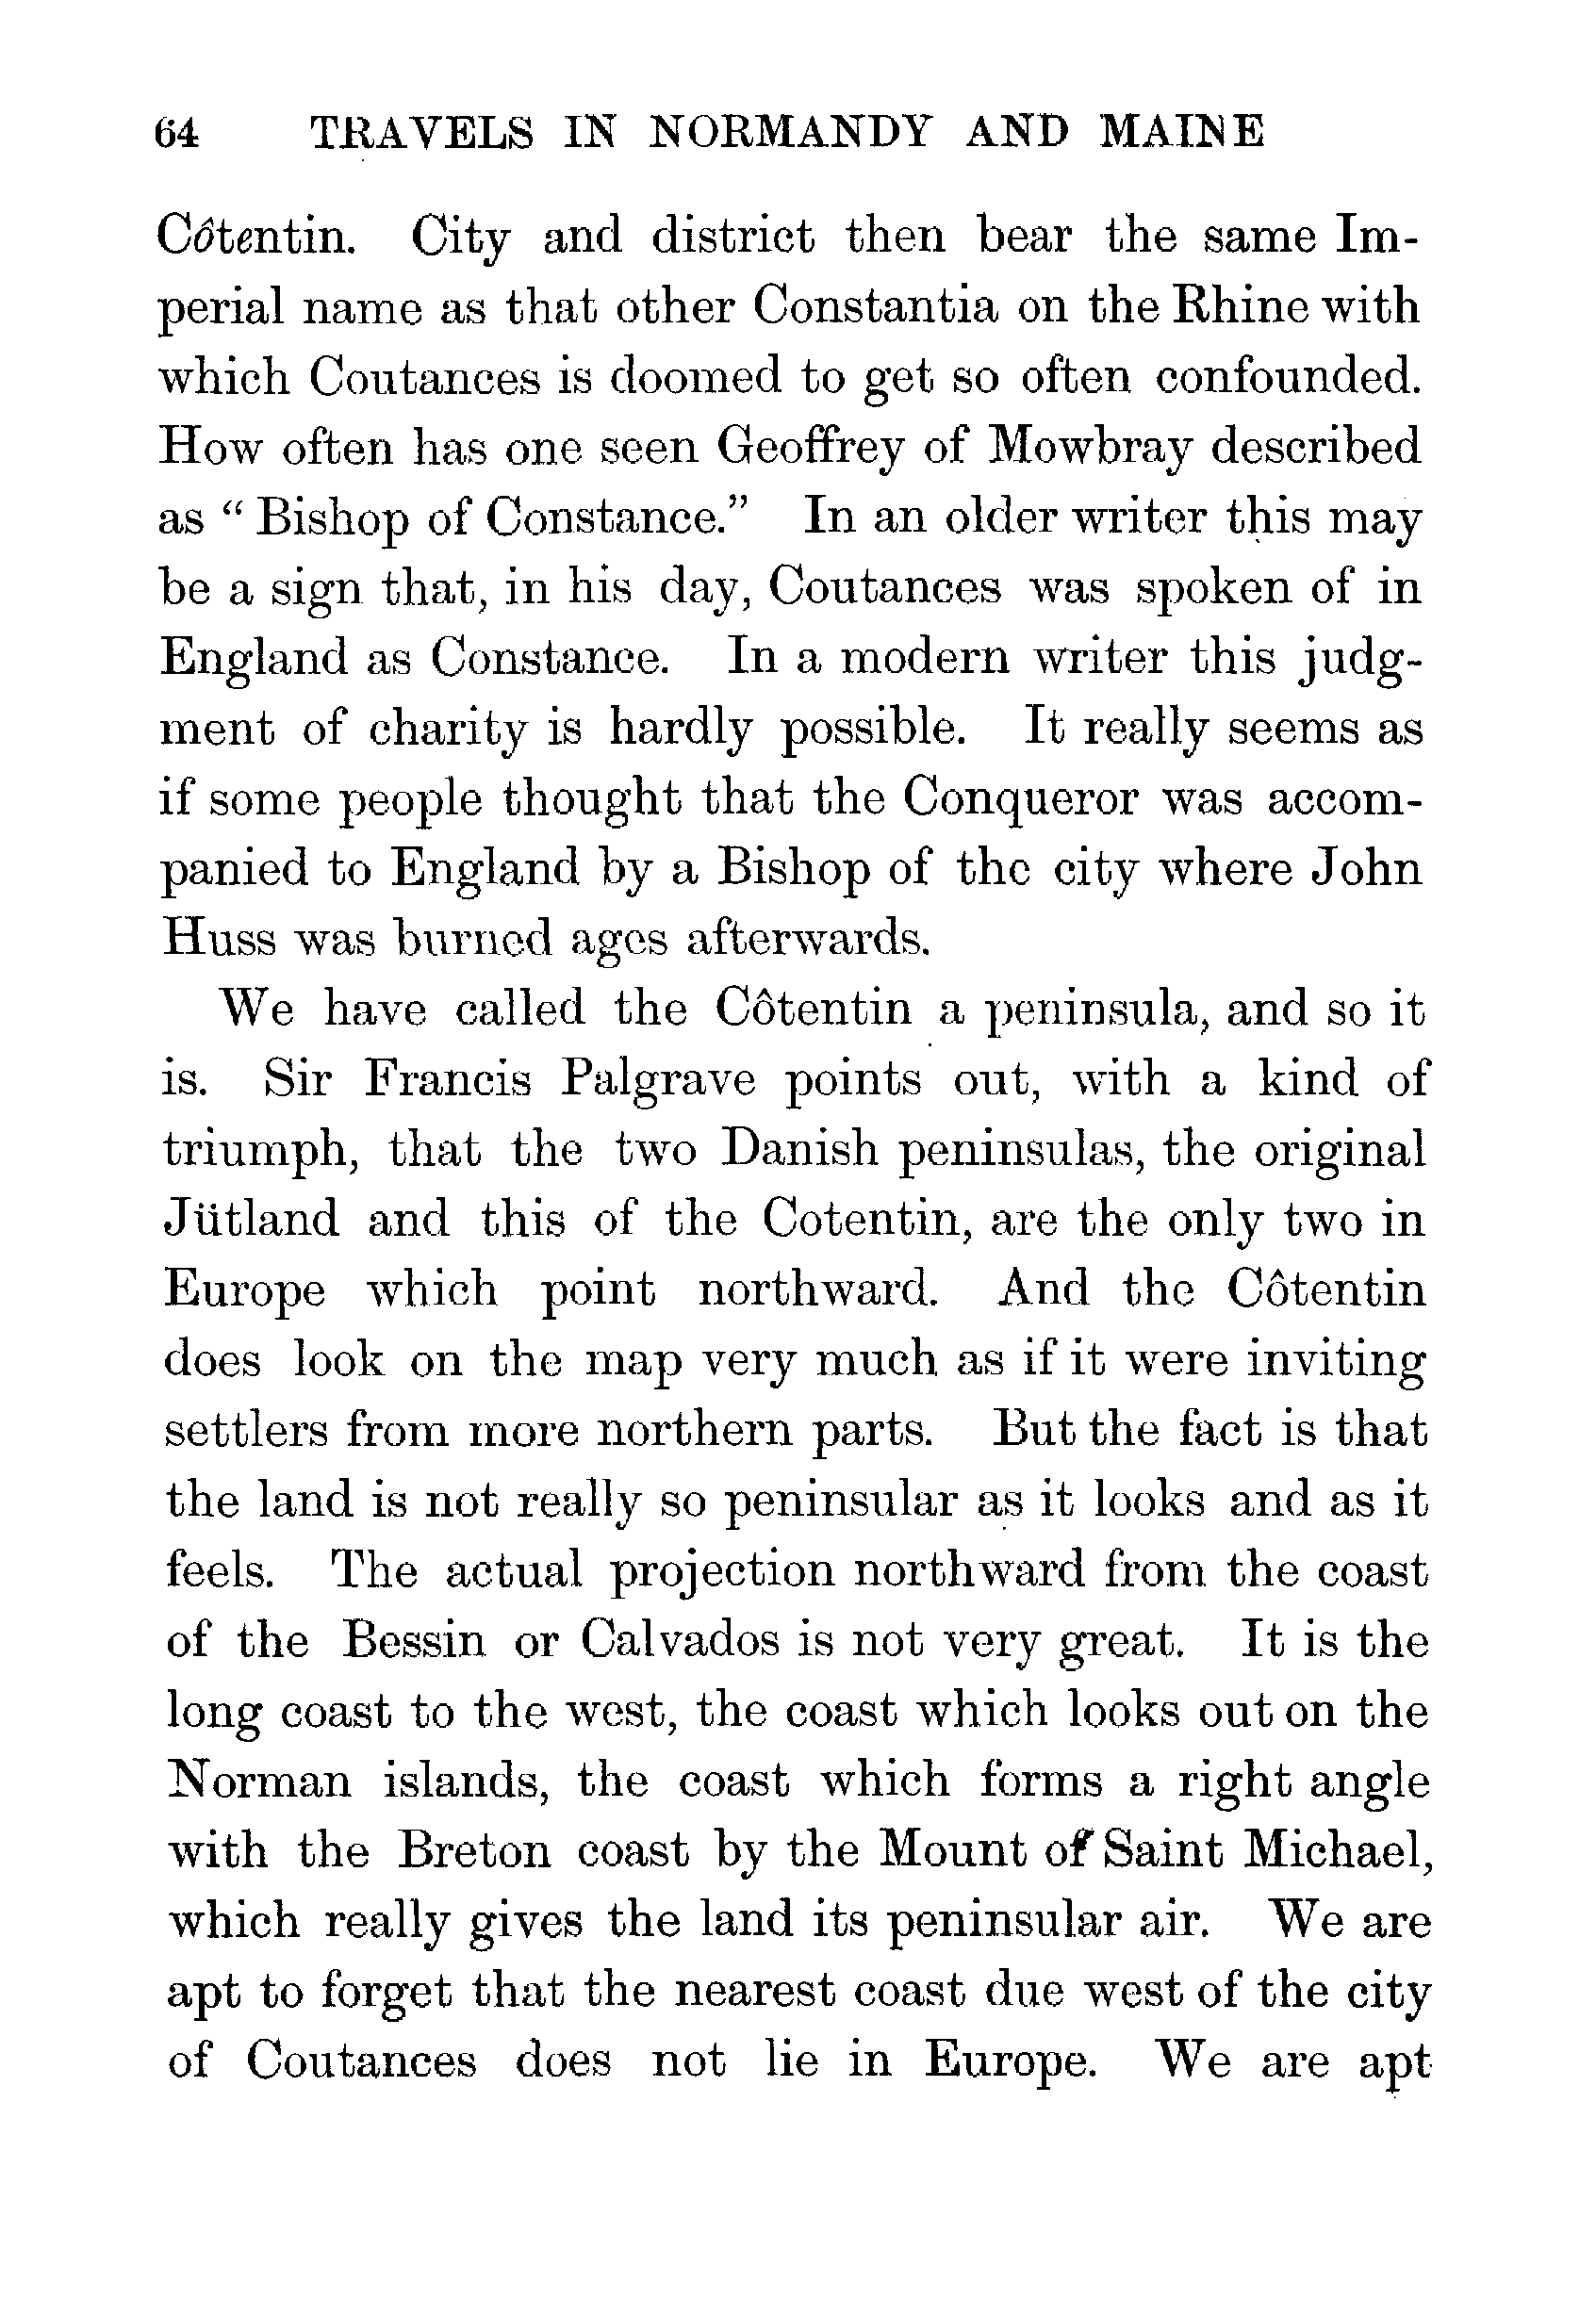 64 TRAVELS IN NORMANDY AND MAINE
Côtentin. City and district then bear the same Im-
perial name as that other Constantia on the Rhine with
which Coutances is doomed to get so often confounded.
How often has one seen Geoffrey of Mowbray described
as “ Bishop of Constance.” In an older writer this may
be a sign that, in his day, Coutances was spoken of in
England as Constance. In a modern writer this judg-
ment of charity is hardly possible. It really seems as
if some people thought that the Conqueror was accom-
panied to England by a Bishop of the city where John
Huss was burned ages afterwards.
We have called the Côtentin a peninsula, and so it
is. Sir Francis Palgrave points out, with a kind of
triumph, that the two Danish peninsulas, the original
Jütland and this of the Cotentin, are the only two in
Europe which point northward. And the Côtentin
does look on the map very much as if it were inviting
settlers from more northern parts. But the fact is that
the land is not really so peninsular as it looks and as it
feels. The actual projection northward from the coast
of the Bessin or Calvados is not very great. It is the
long coast to the west, the coast which looks out on the
Norman islands, the coast which forms a right angle
with the Breton coast by the Mount of Saint Michael,
which really gives the land its peninsular air. We are
apt to forget that the nearest coast due west of the city
of Coutances does not lie in Europe. We are apt